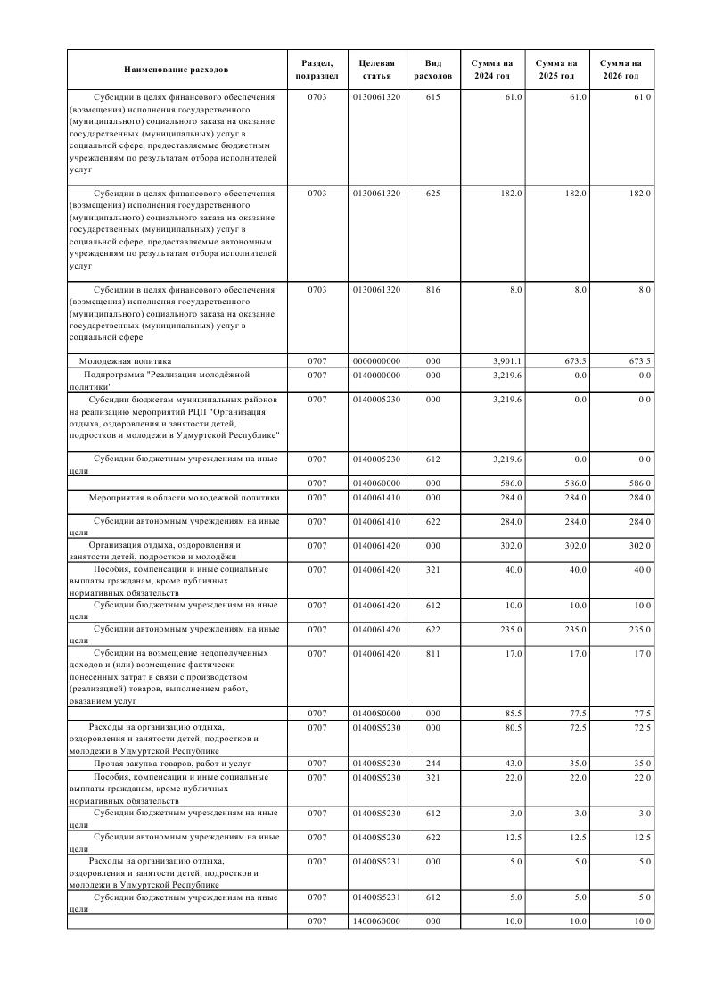 Наименование расходов Раздел, подраздел Целевая статья Вид расходов Сумма на 2024 год Сумма на 2025 год Сумма на 2026 год
Субсидии в целях финансового обеспечения 0703 0130061320 615 61.0 61.0 61.0
(возмещения) исполнения государственного
(муниципального) социального заказа на оказание
государственных (муниципальных) услуг в
социальной сфере, предоставляемые бюджетным
учреждениям по результатам отбора исполнителей
услуг
Субсидии в целях финансового обеспечения 0703 0130061320 625 182.0 182.0 182.0
(возмещения) исполнения государственного
(муниципального) социального заказа на оказание
государственных (муниципальных) услуг в
социальной сфере, предоставляемые автономным
учреждениям по результатам отбора исполнителей
услуг
Субсидии в целях финансового обеспечения 0703 0130061320 816 8.0 8.0 8.0
(возмещения) исполнения государственного
(муниципального) социального заказа на оказание
государственных (муниципальных) услуг в
социальной сфере
Молодежная политика 0707 0000000000 000 3,901.1 673.5 673.5
Подпрограмма "Реализация молодёжной 0707 0140000000 000 3,219.6 0.0 0.0
политики"
Субсидии бюджетам муниципальных районов 0707 0140005230 000 3,219.6 0.0 0.0
на реализацию мероприятий РЦП "Организация
отдыха, оздоровления и занятости детей,
подростков и молодежи в Удмуртской Республике"
Субсидии бюджетным учреждениям на иные 0707 0140005230 612 3,219.6 0.0 0.0
цели
0707 0140060000 000 586.0 586.0 586.0
Мероприятия в области молодежной политики 0707 0140061410 000 284.0 284.0 284.0
Субсидии автономным учреждениям на иные 0707 0140061410 622 284.0 284.0 284.0
цели
Организация отдыха, оздоровления и 0707 0140061420 000 302.0 302.0 302.0
занятости детей, подростков и молодёжи
Пособия, компенсации и иные социальные 0707 0140061420 321 40.0 40.0 40.0
выплаты гражданам, кроме публичных
нормативных обязательств
Субсидии бюджетным учреждениям на иные 0707 0140061420 612 10.0 10.0 10.0
цели
Субсидии автономным учреждениям на иные 0707 0140061420 622 235.0 235.0 235.0
цели
Субсидии на возмещение недополученных 0707 0140061420 811 17.0 17.0 17.0
доходов и (или) возмещение фактически
понесенных затрат в связи с производством
(реализацией) товаров, выполнением работ,
оказанием услуг
0707 01400S0000 000 85.5 77.5 77.5
Расходы на организацию отдыха, 0707 01400S5230 000 80.5 72.5 72.5
оздоровления и занятости детей, подростков и
молодежи в Удмуртской Республике
Прочая закупка товаров, работ и услуг 0707 01400S5230 244 43.0 35.0 35.0
Пособия, компенсации и иные социальные 0707 01400S5230 321 22.0 22.0 22.0
выплаты гражданам, кроме публичных
нормативных обязательств
Субсидии бюджетным учреждениям на иные 0707 01400S5230 612 3.0 3.0 3.0
цели
Субсидии автономным учреждениям на иные 0707 01400S5230 622 12.5 12.5 12.5
цели
Расходы на организацию отдыха, 0707 01400S5231 000 5.0 5.0 5.0
оздоровления и занятости детей, подростков и
молодежи в Удмуртской Республике
Субсидии бюджетным учреждениям на иные 0707 01400S5231 612 5.0 5.0 5.0
цели
0707 1400060000 000 10.0 10.0 10.0